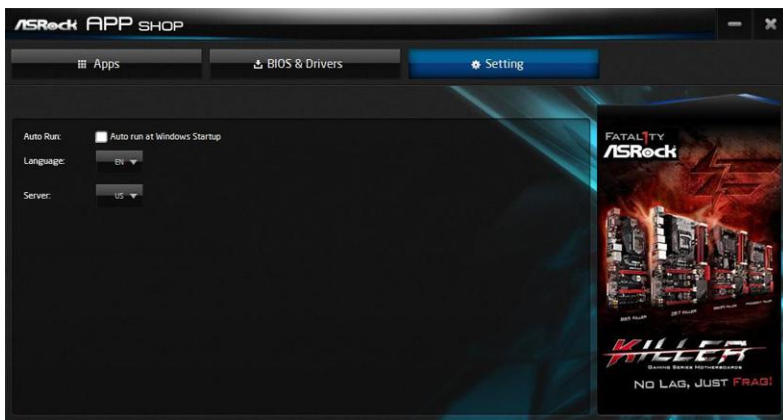 ASRock APP SHOP
Apps
BIOS & Drivers
Setting
Auto Run:
Auto run at Windows Startup
Language:
EN
Server:
US
FATAL1TY
ASRock
KILLER
GAMING SERIES MOTHERBOARDS
NO LAG, JUST FRAG!